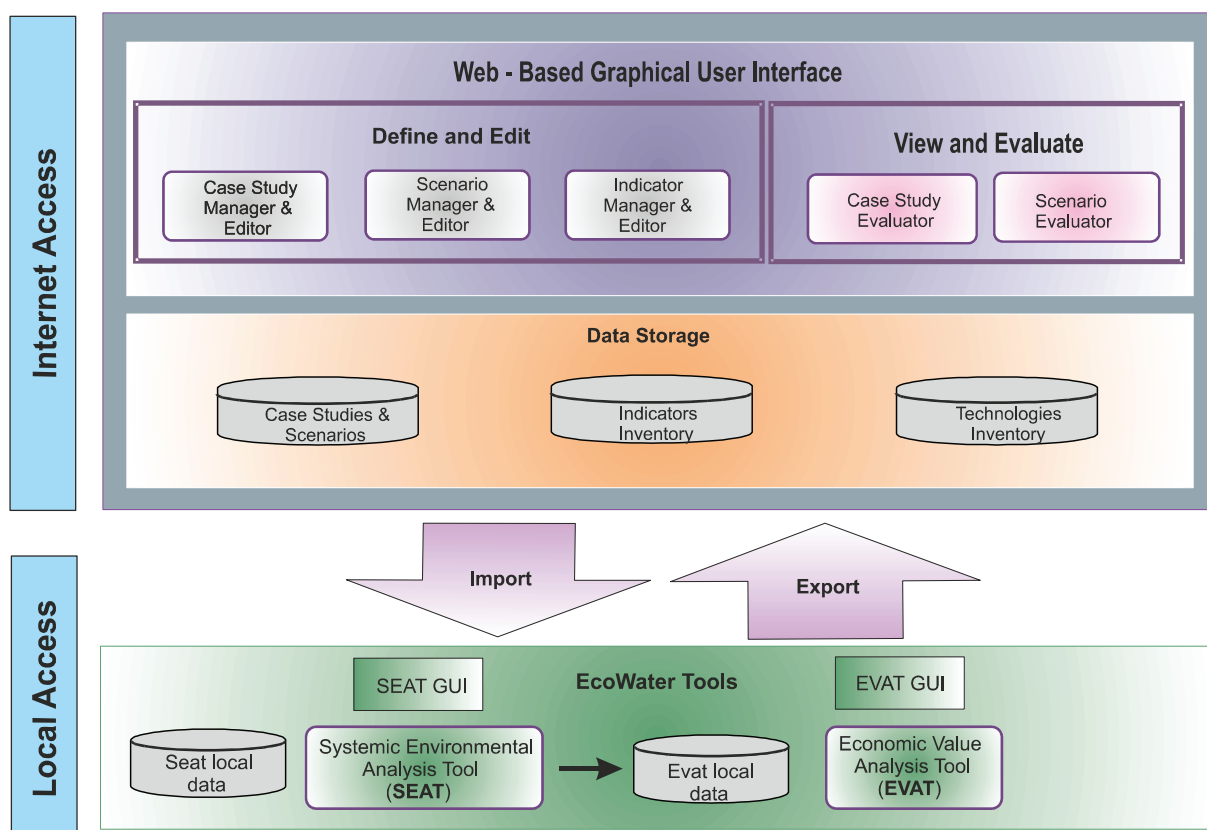 Internet Access
Web - Based Graphical User Interface
Define and Edit
Case Study
Manager &
Editor
Scenario
Manager &
Editor
Indicator
Manager &
Editor
View and Evaluate
Case Study
Evaluator
Scenario
Evaluator
Data Storage
Case Studies &
Scenarios
Indicators
Inventory
Technologies
Inventory
Import
Export
Local Access
SEAT GUI
EcoWater Tools
EVAT GUI
Seat local
data
Systemic Environmental
Analysis Tool
(SEAT)
Evat local
data
Economic Value
Analysis Tool
(EVAT)